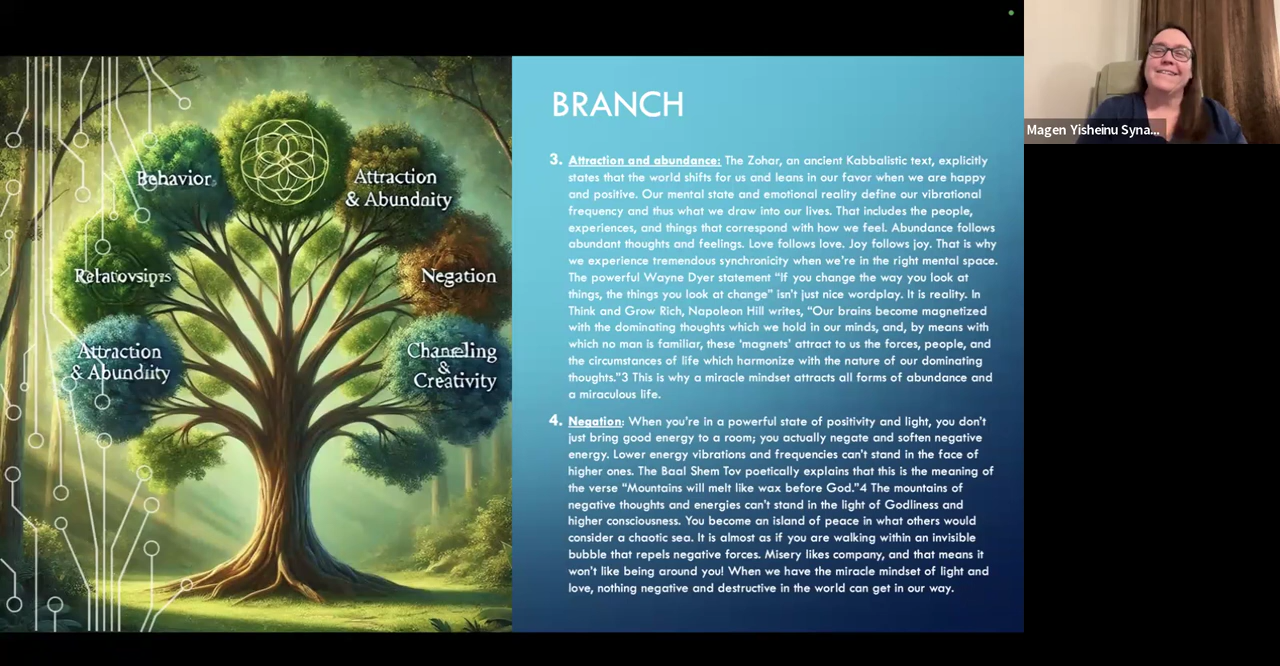 Behavior
Attraction
& Abundnity
Relatovsips
Negation
Attraction
& Abundiity
Chaneling
&
Creativity
BRANCH
3. Attraction and abundance: The Zohar, an ancient Kabbalistic text, explicitly
states that the world shifts for us and leans in our favor when we are happy
and positive. Our mental state and emotional reality define our vibrational
frequency and thus what we draw into our lives. That includes the people,
experiences, and things that correspond with how we feel. Abundance follows
abundant thoughts and feelings. Love follows love. Joy follows joy. That is why
we experience tremendous synchronicity when we're in the right mental space.
The powerful Wayne Dyer statement “If you change the way you look at
things, the things you look at change” isn't just nice wordplay. It is reality. In
Think and Grow Rich, Napoleon Hill writes, “Our brains become magnetized
with the dominating thoughts which we hold in our minds, and, by means with
which no man is familiar, these 'magnets' attract to us the forces, people, and
the circumstances of life which harmonize with the nature of our dominating
thoughts.”3 This is why a miracle mindset attracts all forms of abundance and
a miraculous life.
4. Negation: When you're in a powerful state of positivity and light, you don't
just bring good energy to a room; you actually negate and soften negative
energy. Lower energy vibrations and frequencies can't stand in the face of
higher ones. The Baal Shem Tov poetically explains that this is the meaning of
the verse “Mountains will melt like wax before God.”4 The mountains of
negative thoughts and energies can't stand in the light of Godliness and
higher consciousness. You become an island of peace in what others would
consider a chaotic sea. It is almost as if you are walking within an invisible
bubble that repels negative forces. Misery likes company, and that means it
won't like being around you! When we have the miracle mindset of light and
love, nothing negative and destructive in the world can get in our way.
Magen Yisheinu Syna...